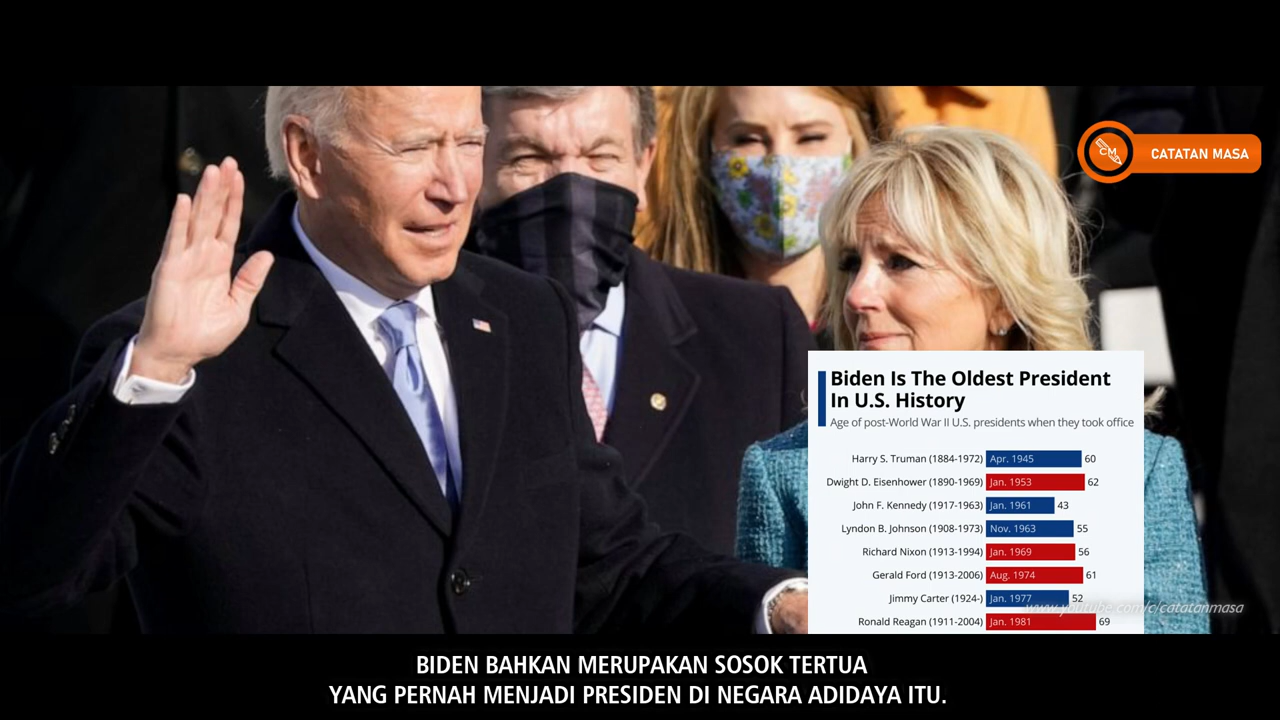 CM
CATATAN MASA
Biden Is The Oldest President
In U.S. History
Age of post-World War II U.S. presidents when they took office
Harry S. Truman (1884-1972) Apr. 1945 60
Dwight D. Eisenhower (1890-1969) Jan. 1953 62
John F. Kennedy (1917-1963) Jan. 1961 43
Lyndon B. Johnson (1908-1973) Nov. 1963 55
Richard Nixon (1913-1994) Jan. 1969 56
Gerald Ford (1913-2006) Aug. 1974 61
Jimmy Carter (1924-) Jan. 1977 52
www.youtube.com/c/catatanmasa
Ronald Reagan (1911-2004) Jan. 1981 69
BIDEN BAHKAN MERUPAKAN SOSOK TERTUA
YANG PERNAH MENJADI PRESIDEN DI NEGARA ADIDAYA ITU.